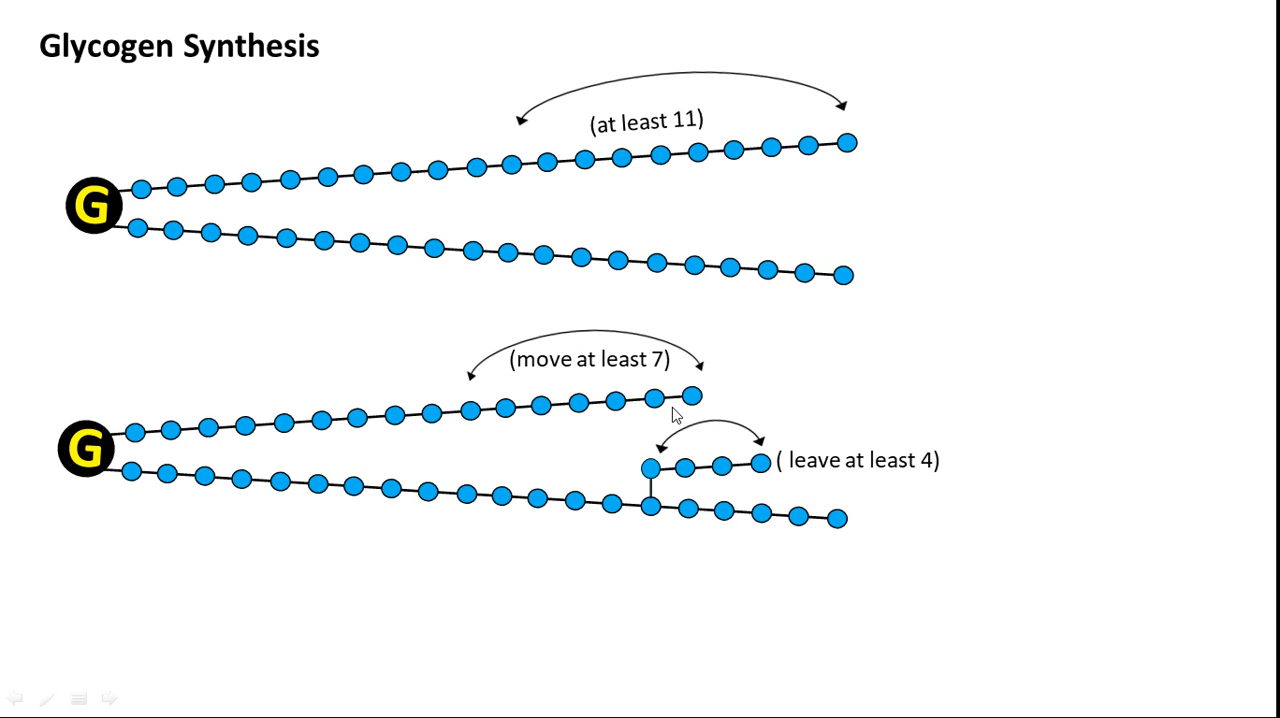 Glycogen Synthesis
(at least 11)
G
(move at least 7)
G
( leave at least 4)